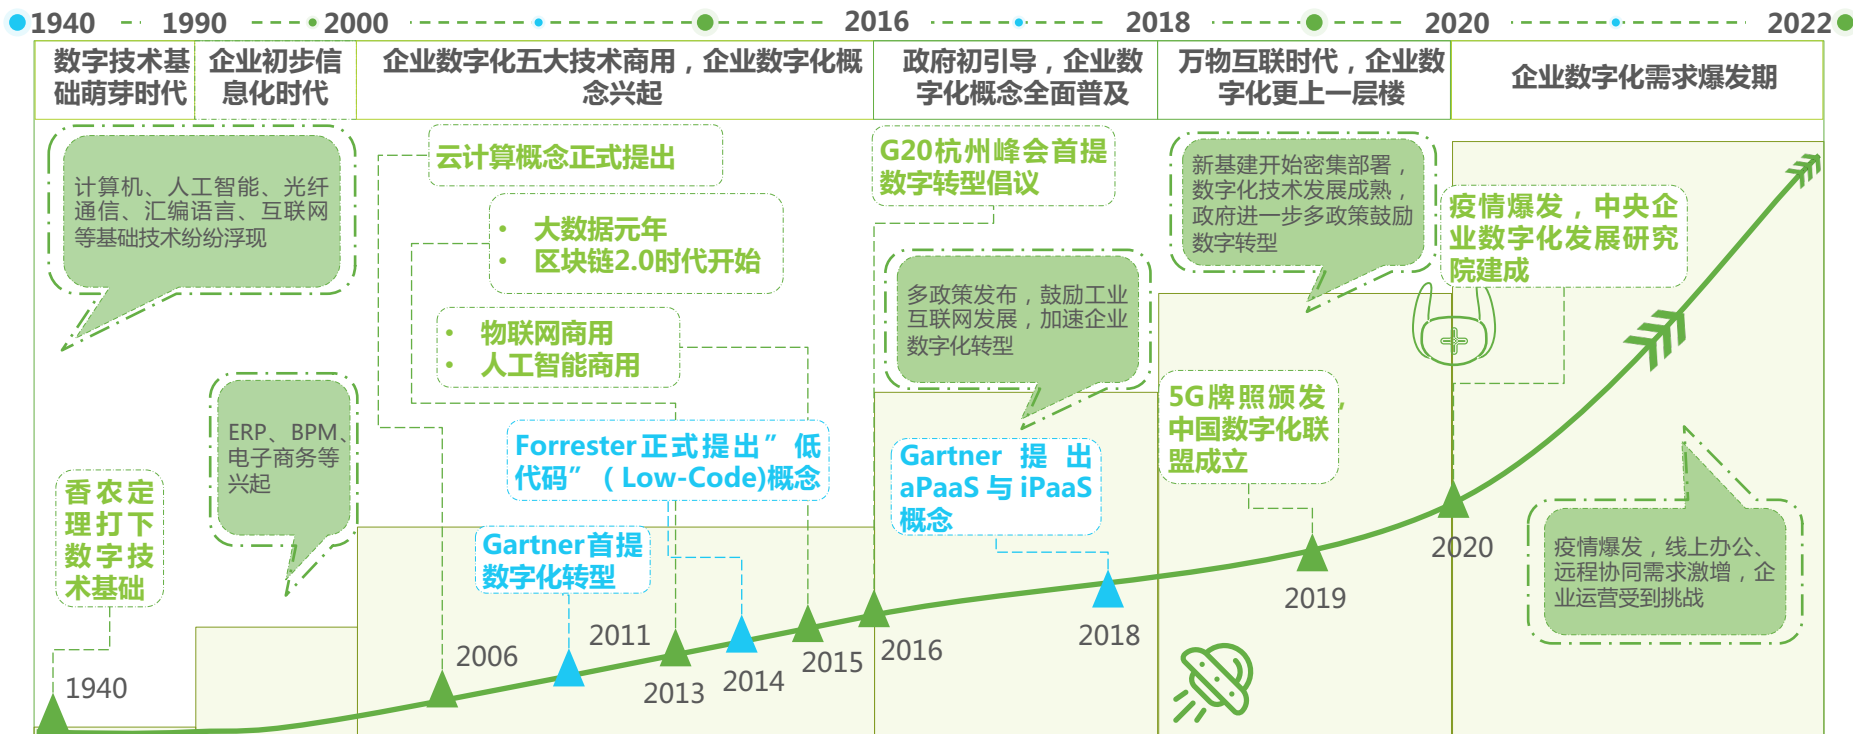 1940
1990
2000
2016
2018
2020
2022
数字技术基
础萌芽时代
企业初步信
息化时代
企业数字化五大技术商用，企业数字化概
念兴起
政府初引导，企业数
字化概念全面普及
万物互联时代，企业数
字化更上一层楼
企业数字化需求爆发期
计算机、人工智能、光纤
通信、汇编语言、互联网
等基础技术纷纷浮现
香农定
理打下
数字技
术基础
1940
ERP、BPM、
电子商务等
兴起
云计算概念正式提出
• 大数据元年
• 区块链2.0时代开始
• 物联网商用
• 人工智能商用
Forrester正式提出”低
代码”（Low-Code)概念
Gartner首提
数字化转型
2006
2011
2013
2014
2015
2016
G20杭州峰会首提
数字转型倡议
多政策发布，鼓励工业
互联网发展，加速企业
数字化转型
Gartner 提出
aPaaS与iPaaS
概念
2018
新基建开始密集部署，
数字化技术发展成熟，
政府进一步多政策鼓励
数字转型
5G牌照颁发，
中国数字化联
盟成立
2019
疫情爆发，中央企
业数字化发展研究
院建成
2020
疫情爆发，线上办公、
远程协同需求激增，企
业运营受到挑战